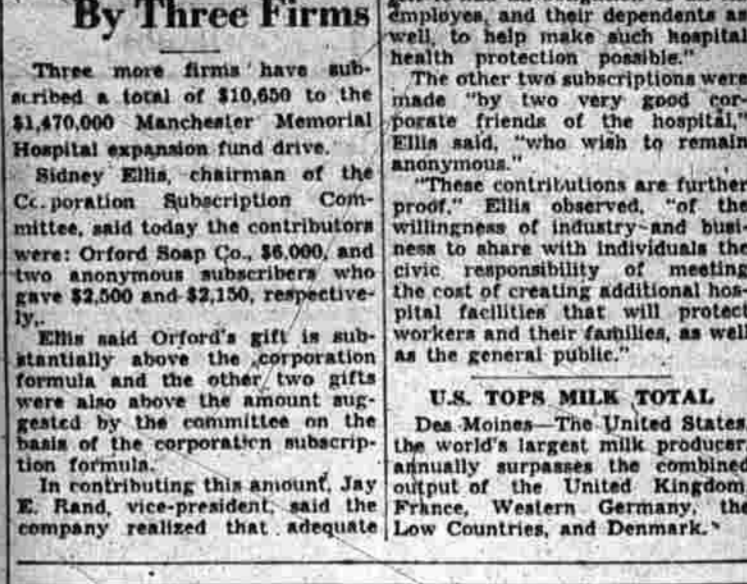 By Three Firms
Three more firms have sub-
scribed a total of $10,650 to the
$1,470,000 Manchester Memorial
Hospital expansion fund drive.
Sidney Ellis, chairman of the
Co.poration Subscription Com-
mittee, said today the contributors
were: Orford Soap Co., $6,000, and
two anonymous subscribers who
gave $2,500 and $2,150, respective-
ly.
Ellis said Orford's gift is sub-
stantially above the corporation
formula and the other two gifts
were also above the amount sug-
gested by the committee on the
basis of the corporation subscrip-
tion formula.
In contributing this amount, Jay
E. Rand, vice-president, said the
company realized that adequate
employes, and their dependents as
well, to help make such hospital
health protection possible."
The other two subscriptions were
made "by two very good cor-
porate friends of the hospital,"
Ellis said, "who wish to remain
anonymous."
"These contributions are further
proof," Ellis observed, "of the
willingness of industry and busi-
ness to share with individuals the
civic responsibility of meeting
the cost of creating additional hos-
pital facilities that will protect
workers and their families, as well
as the general public."
U.S. TOPS MILK TOTAL
Des Moines—The United States,
the world's largest milk producer,
annually surpasses the combined
output of the United Kingdom,
France, Western Germany, the
Low Countries, and Denmark.